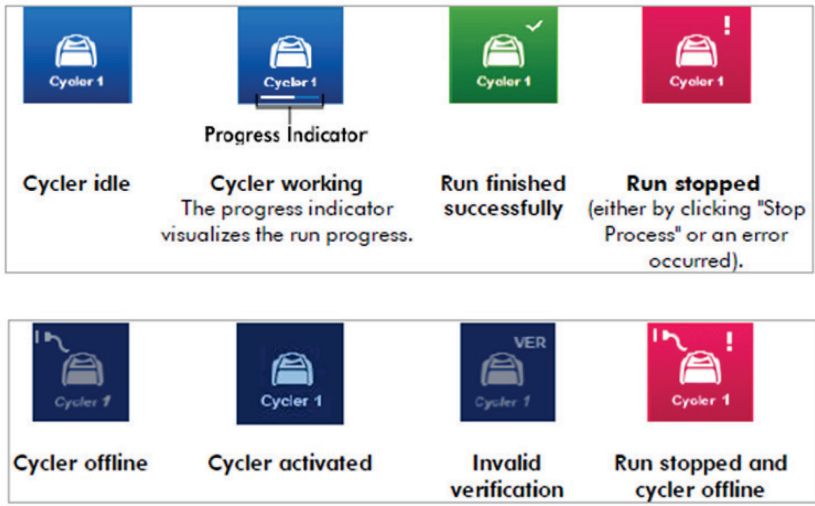 Cycler 1 Cycler 1 Cycler 1 Cycler 1
Progress Indicator
Cycler idle
Cycler working
The progress indicator
visualizes the run progress.
Run finished
successfully
Run stopped
(either by clicking "Stop
Process" or an error
occurred).
VER
Cycler 1 Cycler 1 Cycler 1 Cycler 1
Cycler offline
Cycler activated
Invalid
verification
Run stopped and
cycler offline